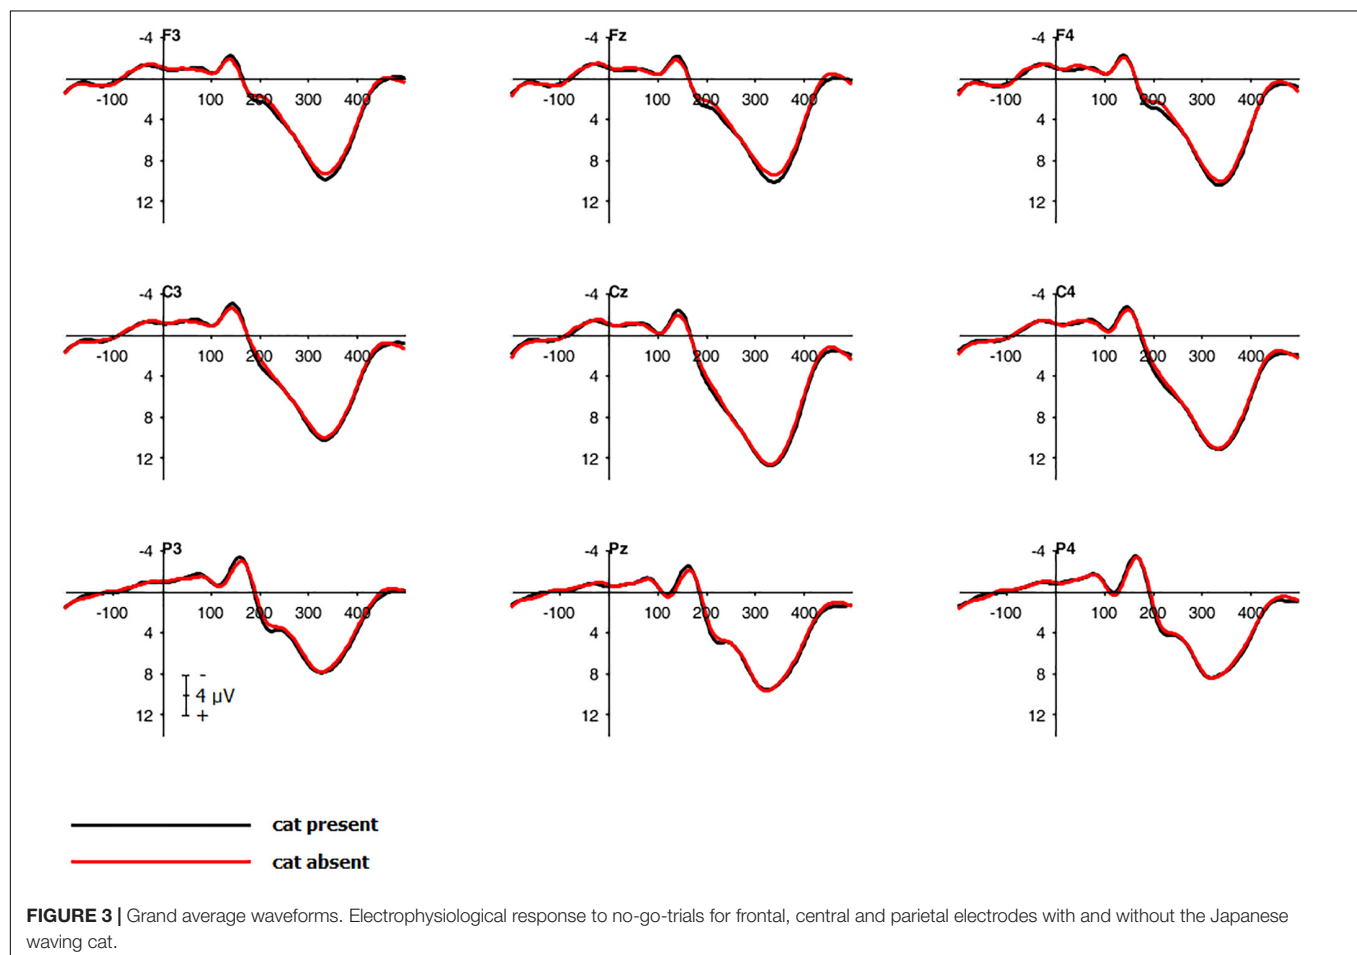 F3
-4
-100 100 200 300 400
4
8
12
Fz
-4
-100 100 200 300 400
4
8
12
F4
-4
-100 100 200 300 400
4
8
12
C3
-4
-100 100 200 300 400
4
8
12
Cz
-4
-100 100 200 300 400
4
8
12
C4
-4
-100 100 200 300 400
4
8
12
P3
-4
-100 100 200 300 400
4
8
12
-
4 µV
+
Pz
-4
-100 100 200 300 400
4
8
12
P4
-4
-100 100 200 300 400
4
8
12
cat present
cat absent
FIGURE 3 | Grand average waveforms. Electrophysiological response to no-go-trials for frontal, central and parietal electrodes with and without the Japanese
waving cat.